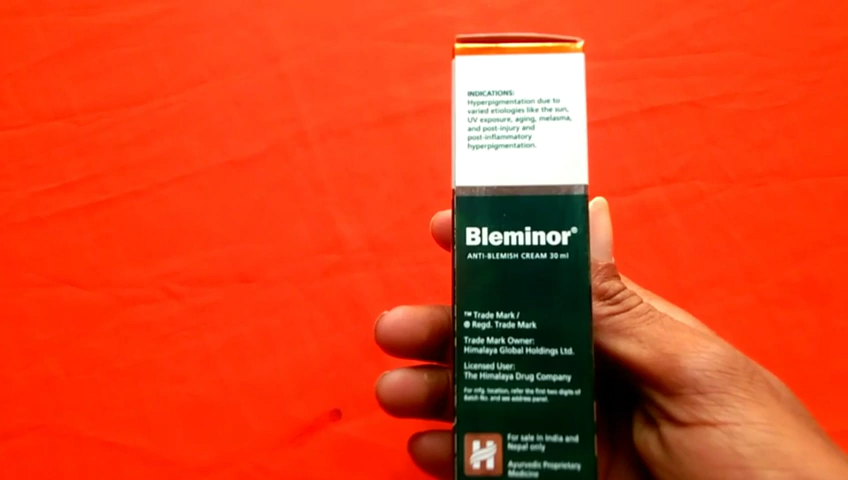 INDICATIONS:
Hyperpigmentation due to
varied etiologies like the sun,
UV exposure, aging, melasma,
and post-injury and
post-inflammatory
hyperpigmentation.
Bleminor®
ANTI-BLEMISH CREAM 30 ml
™ Trade Mark /
® Regd. Trade Mark
Trade Mark Owner:
Himalaya Global Holdings Ltd.
Licensed User:
The Himalaya Drug Company
For mfg. location, refer the first two digits of
Batch No. and see address panel.
For sale in India and
Nepal only
Ayurvedic Proprietary
Medicine